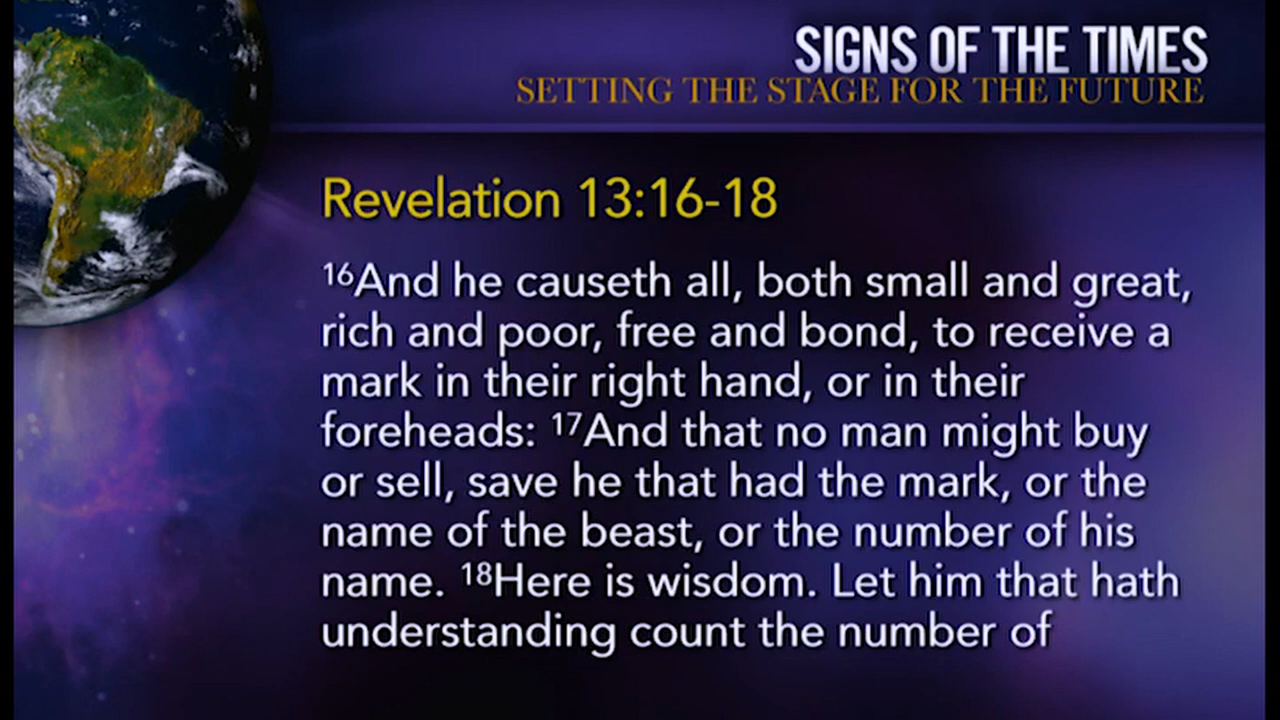 SIGNS OF THE TIMES
SETTING THE STAGE FOR THE FUTURE
Revelation 13:16-18
¹⁶And he causeth all, both small and great,
rich and poor, free and bond, to receive a
mark in their right hand, or in their
foreheads: ¹⁷And that no man might buy
or sell, save he that had the mark, or the
name of the beast, or the number of his
name. ¹⁸Here is wisdom. Let him that hath
understanding count the number of